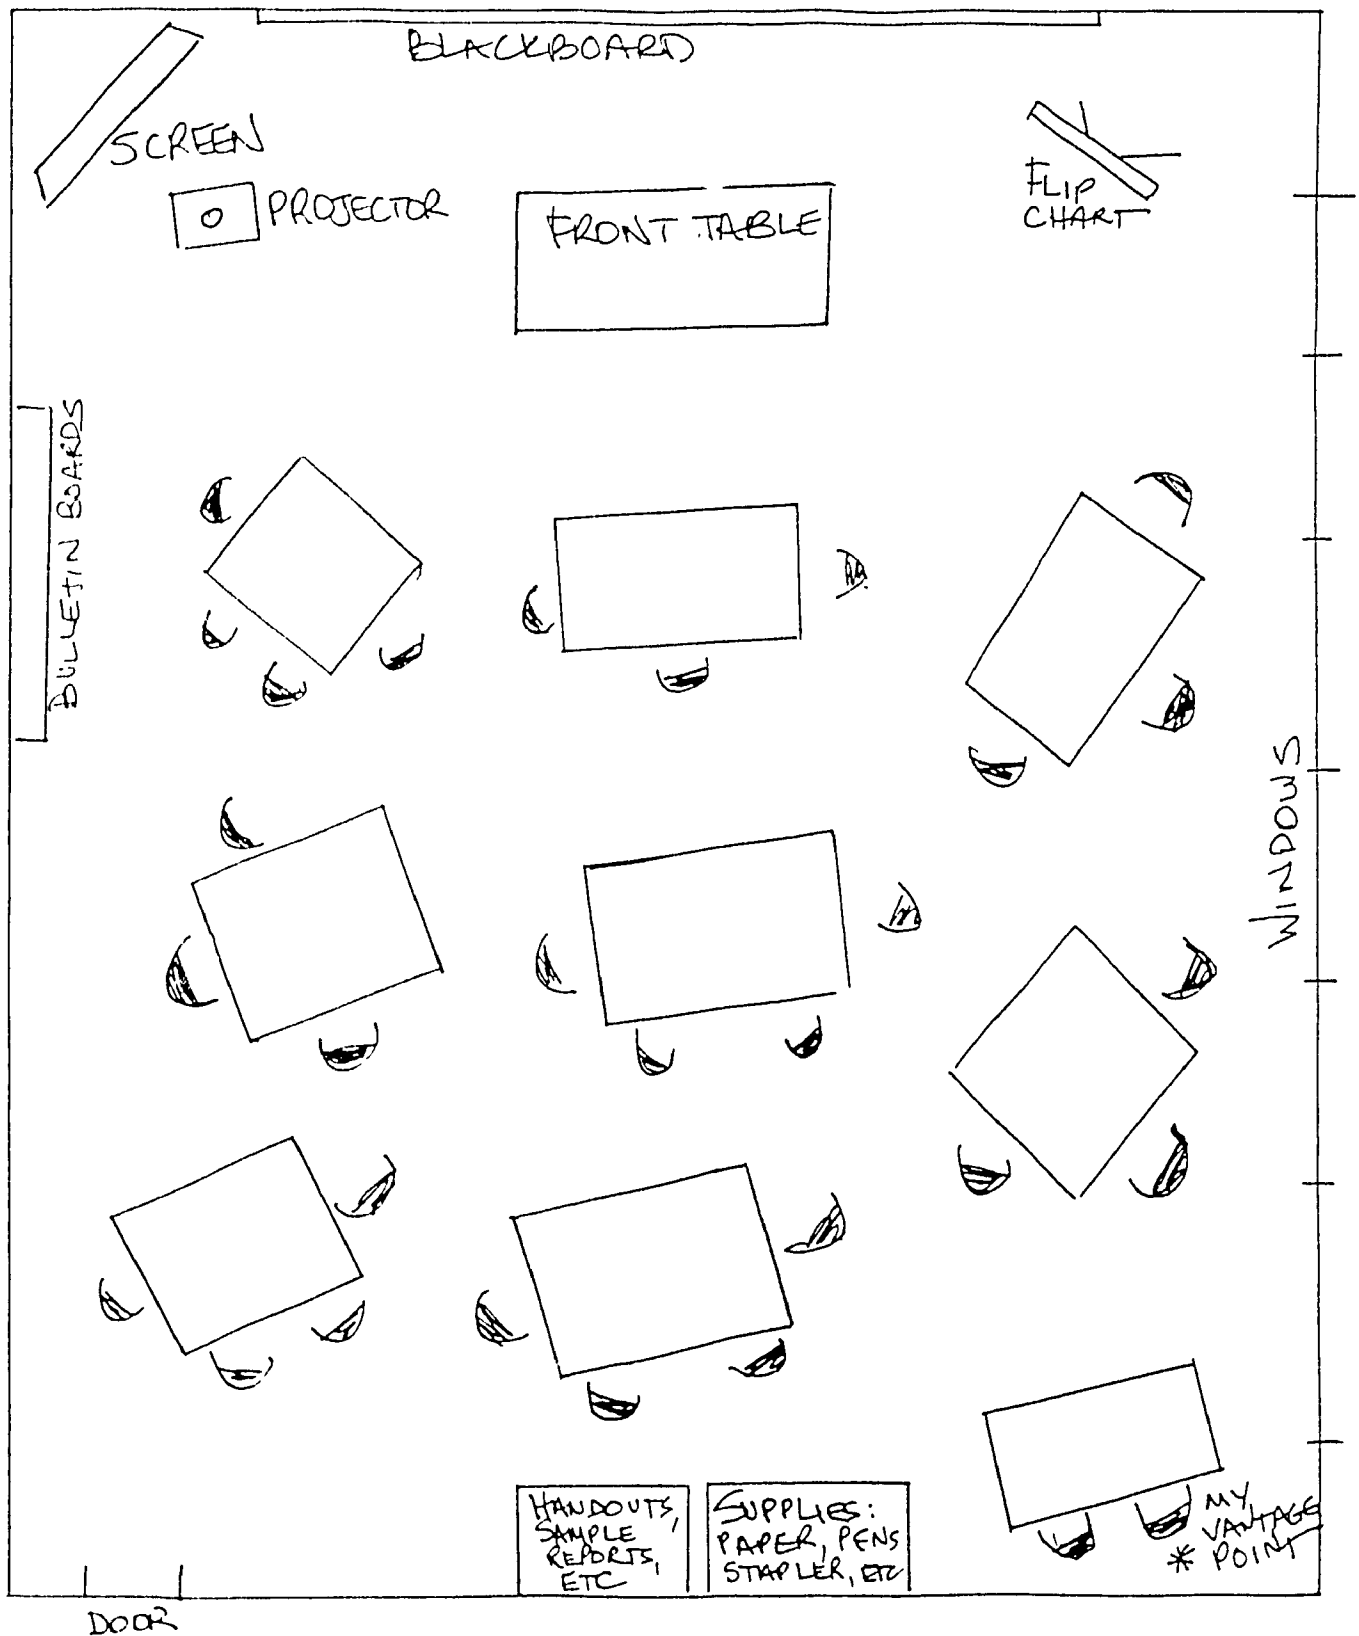 BLACKBOARD
SCREEN
PROJECTOR
FRONT TABLE
FLIP
CHART
BULLETIN BOARDS
WINDOWS
HANDOUTS,
SAMPLE
REPORTS,
ETC
SUPPLIES:
PAPER, PENS
STAPLER, ETC
MY
VANTAGE
* POINT
DOOR